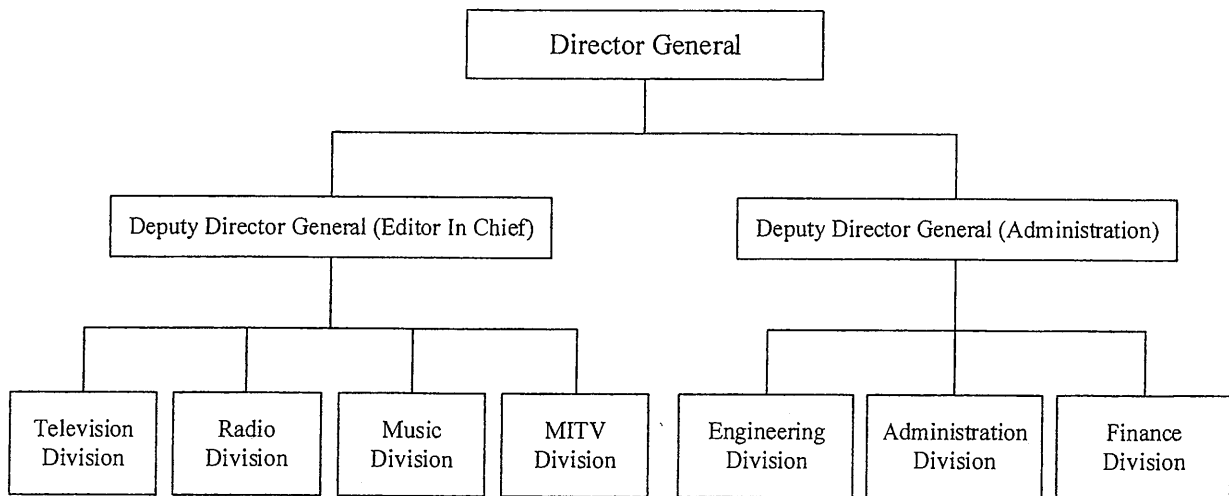 Director General
Deputy Director General (Editor In Chief)
Deputy Director General (Administration)
Television
Division
Radio
Division
Music
Division
MITV
Division
Engineering
Division
Administration
Division
Finance
Division